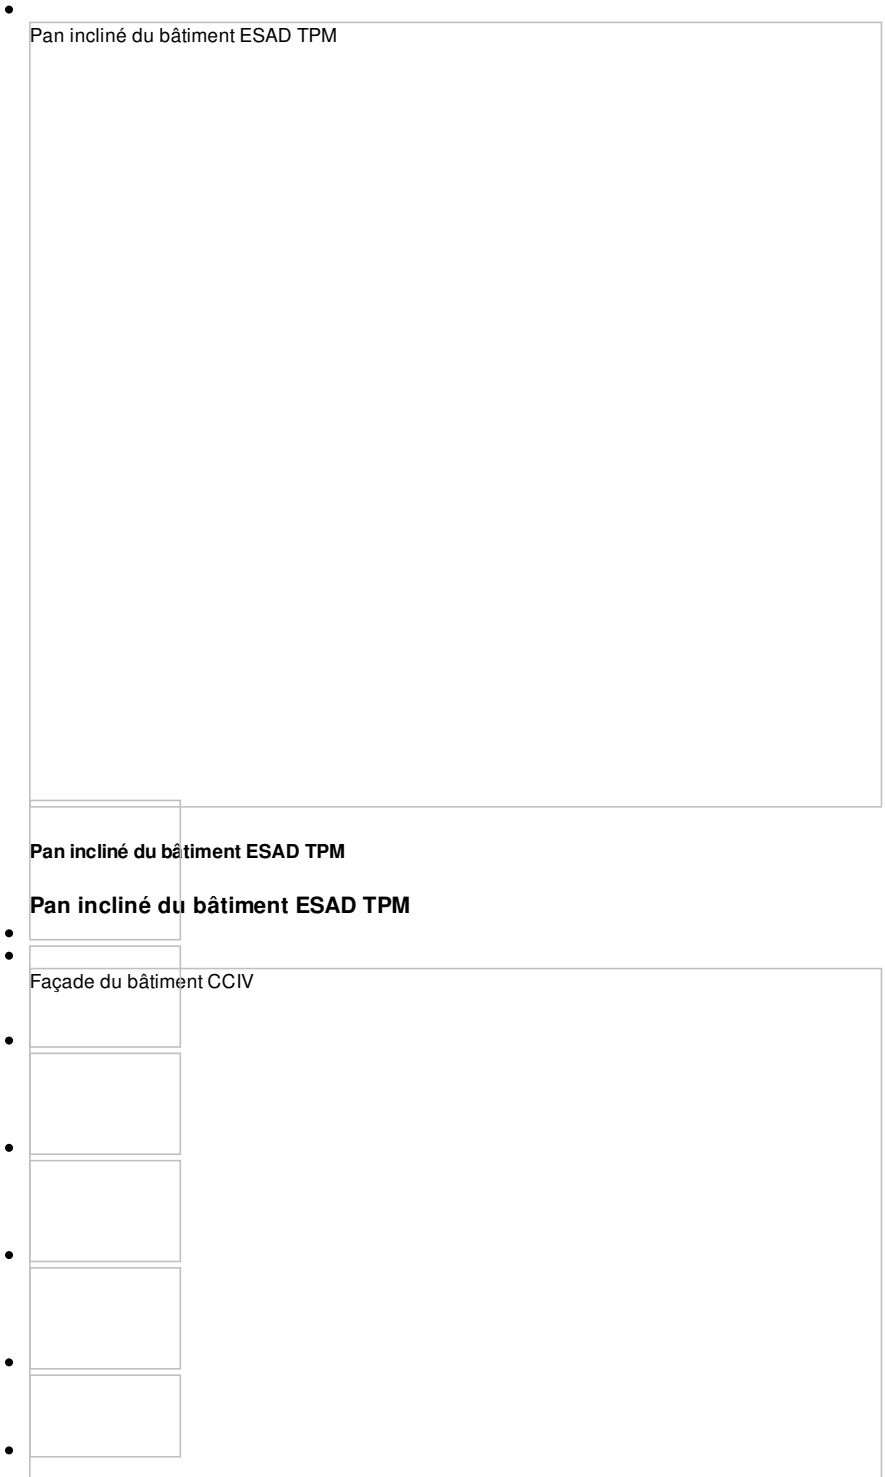 Pan incliné du bâtiment ESAD TPM
Pan incliné du bâtiment ESAD TPM
Pan incliné du bâtiment ESAD TPM
Façade du bâtiment CCIV